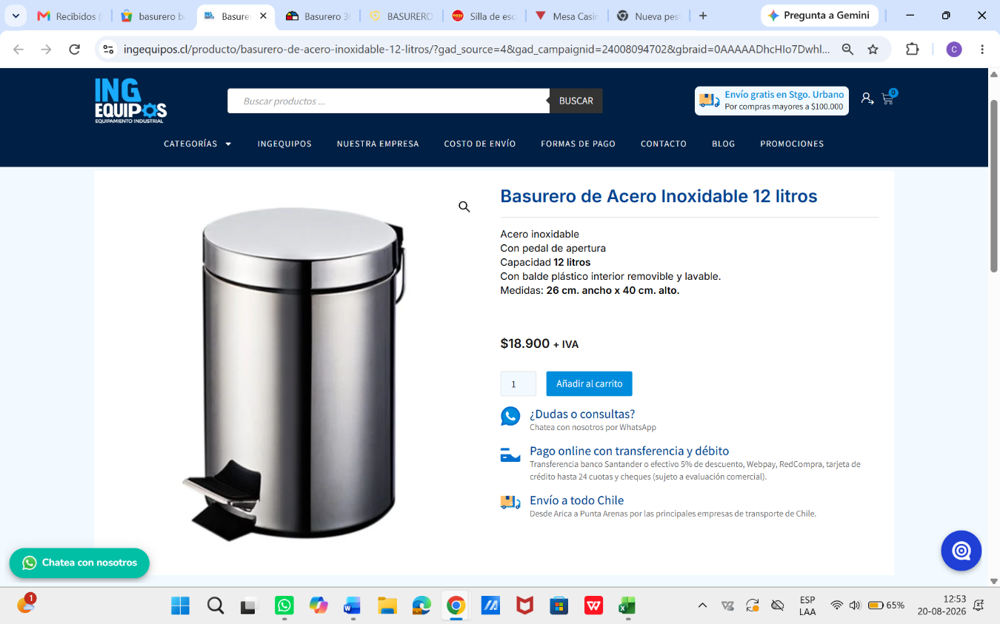 Recibidos (
basurero ba
Basure
Basurero 30
BASURERO
Silla de esc
Mesa Casin
Nueva pes
Pregunta a Gemini
ingequipos.cl/producto/basurero-de-acero-inoxidable-12-litros/?gad_source=4&gad_campaignid=24008094702&gbraid=0AAAAADhcHIo7Dwhl...
C
ING
EQUIPOS
EQUIPAMIENTO INDUSTRIAL
Buscar productos ...
BUSCAR
Envío gratis en Stgo. Urbano
Por compras mayores a $100.000
0
CATEGORÍAS
INGEQUIPOS
NUESTRA EMPRESA
COSTO DE ENVÍO
FORMAS DE PAGO
CONTACTO
BLOG
PROMOCIONES
Basurero de Acero Inoxidable 12 litros
Acero inoxidable
Con pedal de apertura
Capacidad 12 litros
Con balde plástico interior removible y lavable.
Medidas: 26 cm. ancho x 40 cm. alto.
$18.900 + IVA
1
Añadir al carrito
¿Dudas o consultas?
Chatea con nosotros por WhatsApp
Pago online con transferencia y débito
Transferencia banco Santander o efectivo 5% de descuento, Webpay, RedCompra, tarjeta de
crédito hasta 24 cuotas y cheques (sujeto a evaluación comercial).
Envío a todo Chile
Desde Arica a Punta Arenas por las principales empresas de transporte de Chile.
Chatea con nosotros
1
ESP
LAA
65%
12:53
20-08-2026